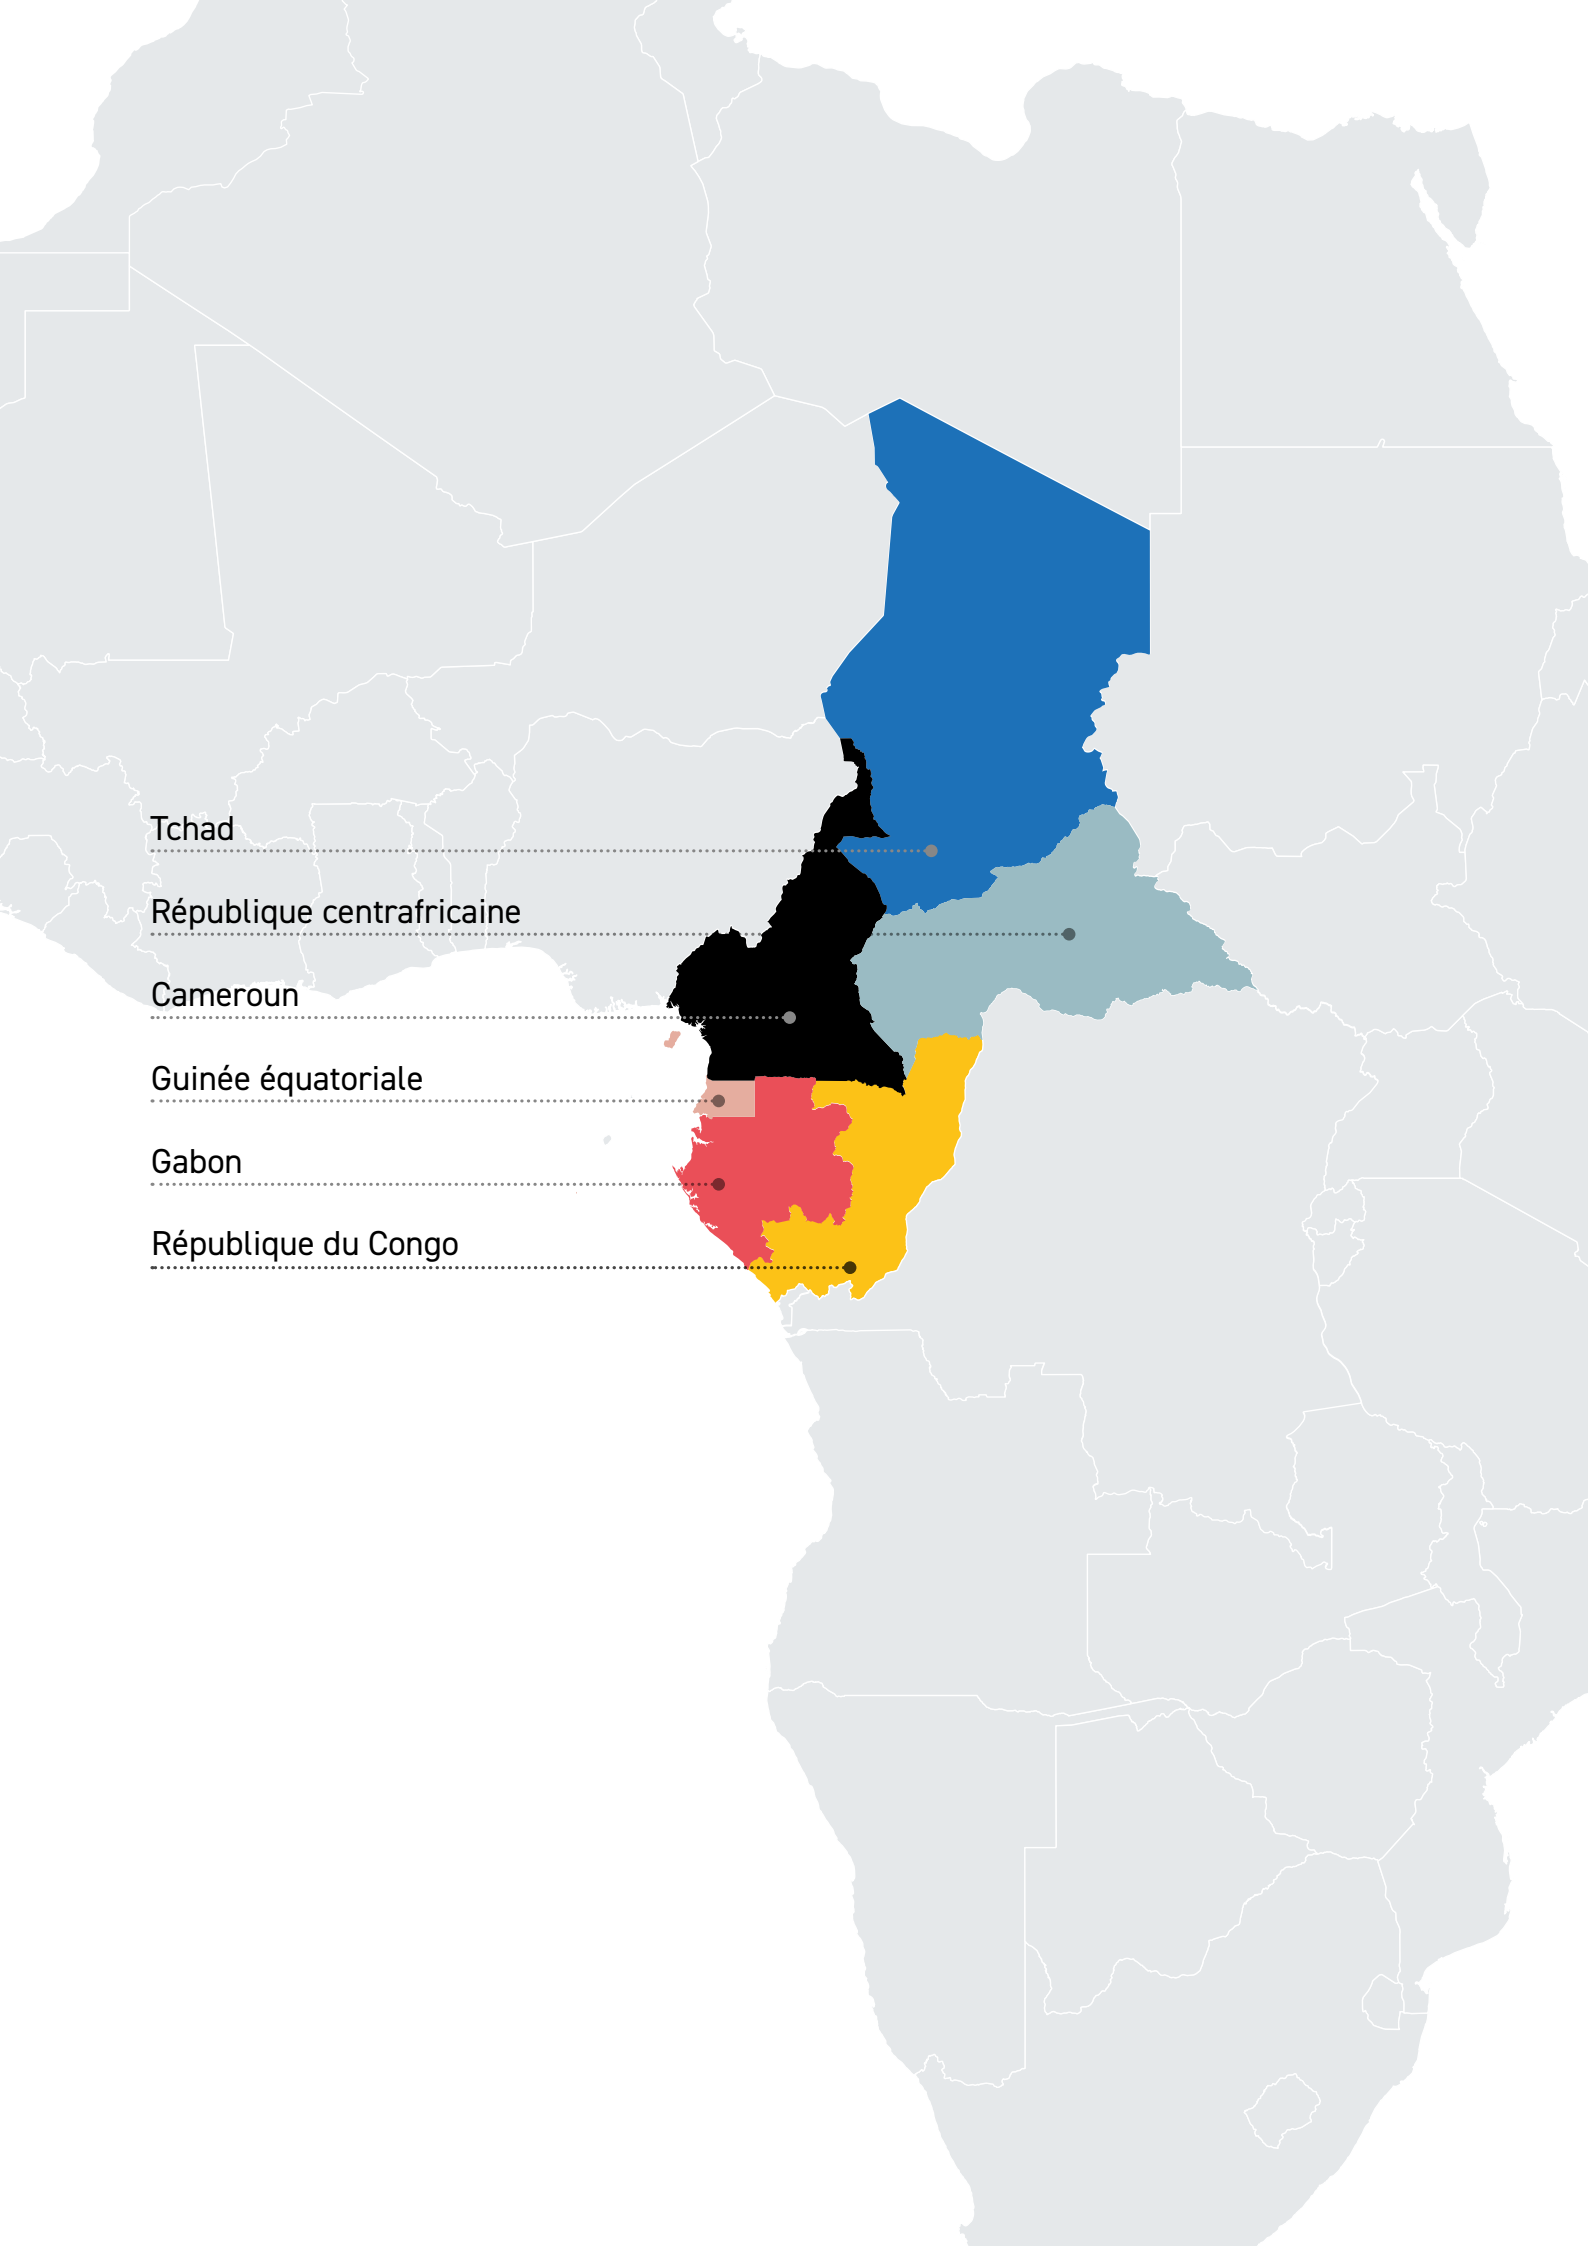 Tchad
République centrafricaine
Cameroun
Guinée équatoriale
Gabon
République du Congo